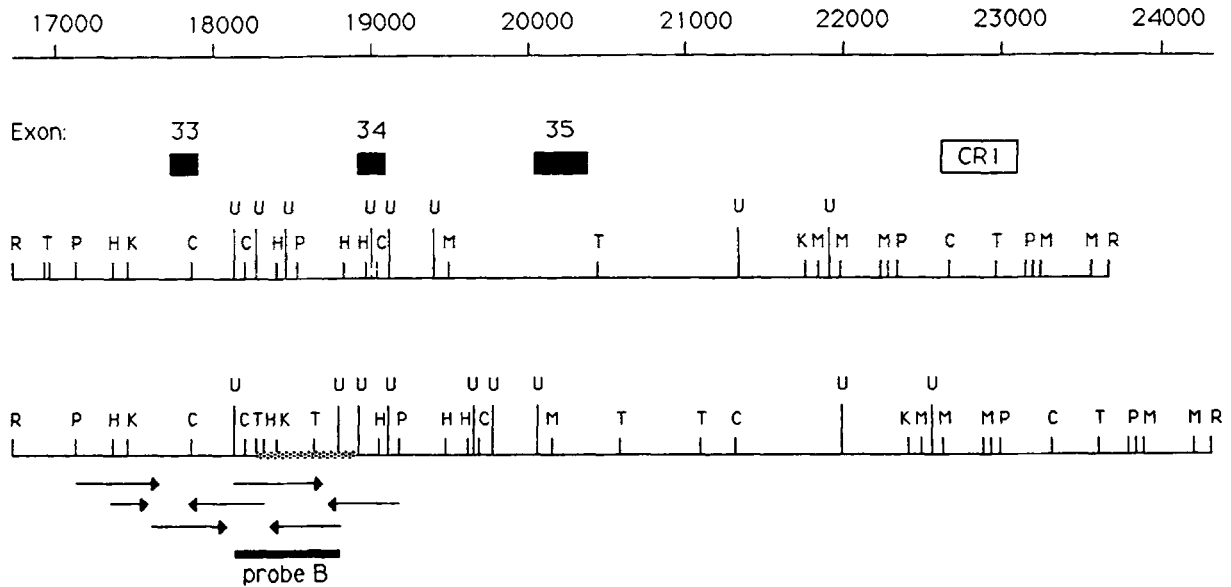 17000 18000 19000 20000 21000 22000 23000 24000
Exon: 33 34 35 CR1
U U U U U U U U
R T P H K C C H P H H C M T K M M M P C T P M M R
U U U U U U U U U
R P H K C C T H K T H P H H C M T T C K M M M P C T P M M R
probe B